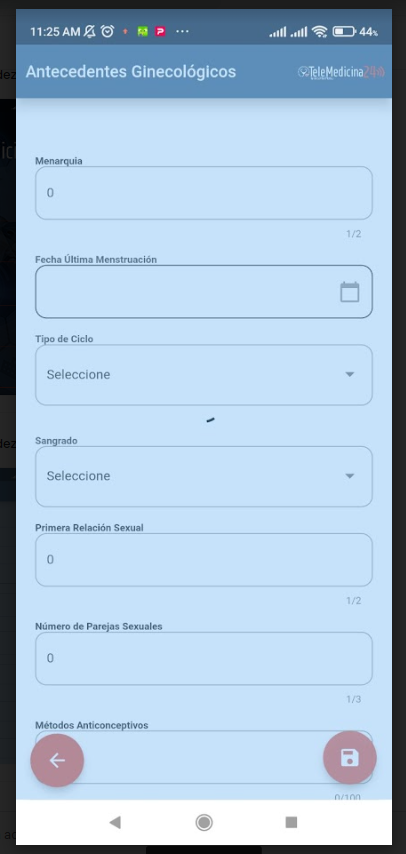 11:25 AM 44%
Antecedentes Ginecológicos TeleMedicina24h
Menarquia
0
1/2
Fecha Última Menstruación
Tipo de Ciclo
Seleccione
Sangrado
Seleccione
Primera Relación Sexual
0
1/2
Número de Parejas Sexuales
0
1/3
Métodos Anticonceptivos
0/100